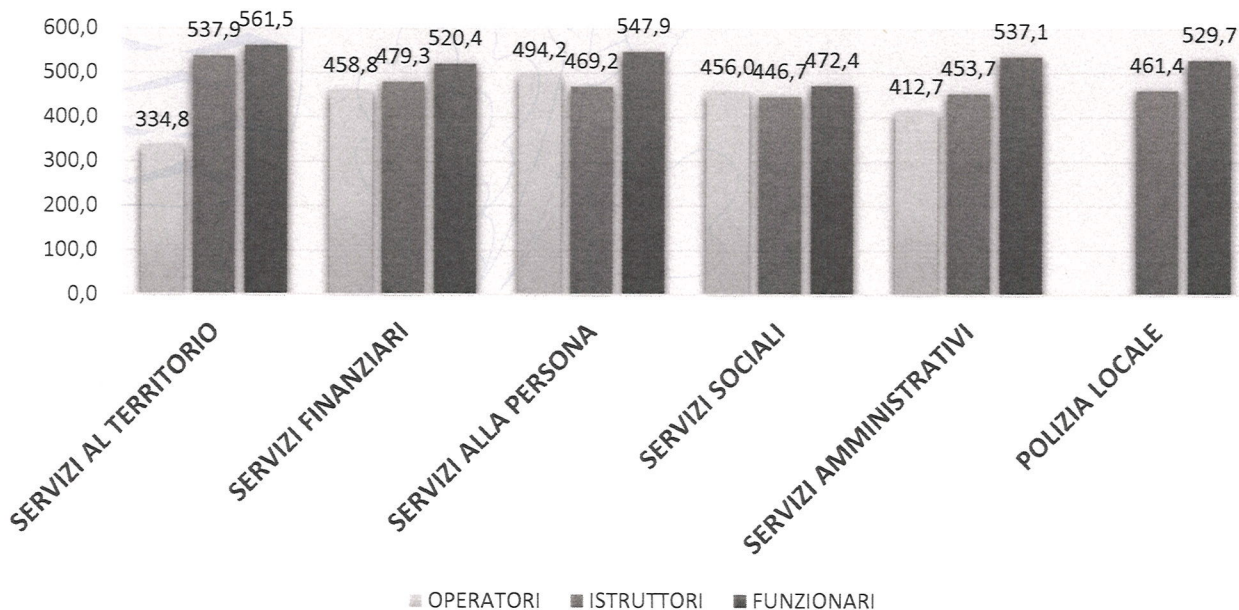 600,0
500,0
400,0
300,0
200,0
100,0
0,0
334,8 537,9 561,5
458,8 479,3 520,4
494,2 469,2 547,9
456,0 446,7 472,4
412,7 453,7 537,1
461,4 529,7
SERVIZI AL TERRITORIO
SERVIZI FINANZIARI
SERVIZI ALLA PERSONA
SERVIZI SOCIALI
SERVIZI AMMINISTRATIVI
POLIZIA LOCALE
OPERATORI ISTRUTTORI FUNZIONARI